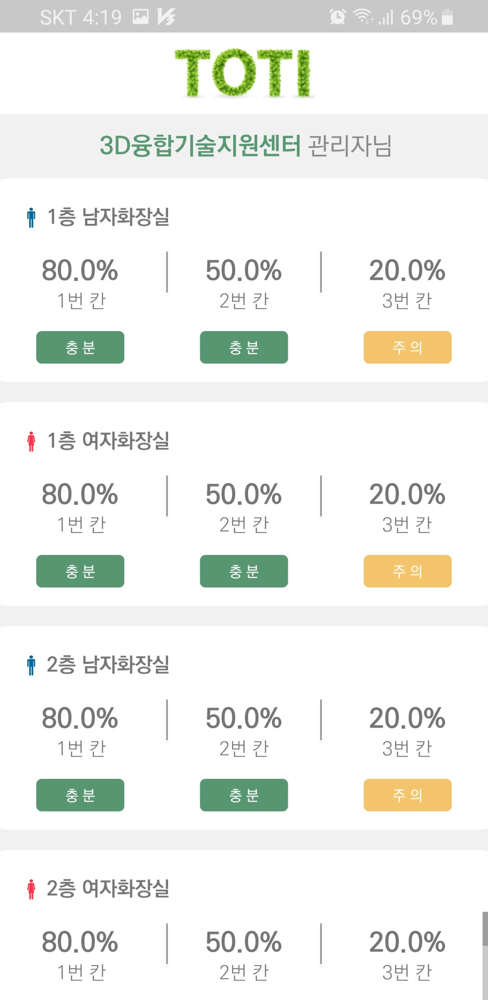 SKT 4:19 69%
TOTI
3D융합기술지원센터 관리자님
1층 남자화장실
80.0% 50.0% 20.0%
1번 칸 2번 칸 3번 칸
충 분 충 분 주 의
1층 여자화장실
80.0% 50.0% 20.0%
1번 칸 2번 칸 3번 칸
충 분 충 분 주 의
2층 남자화장실
80.0% 50.0% 20.0%
1번 칸 2번 칸 3번 칸
충 분 충 분 주 의
2층 여자화장실
80.0% 50.0% 20.0%
1번 칸 2번 칸 3번 칸